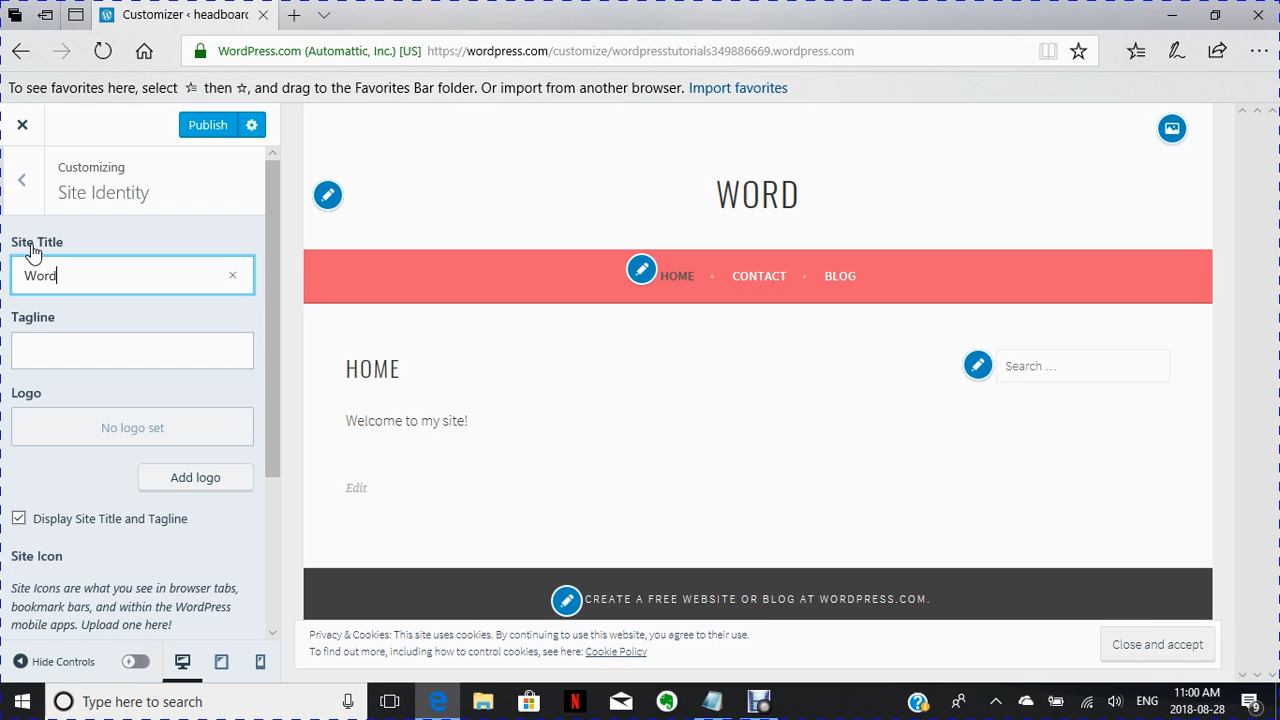 Customizer ‹ headboard
WordPress.com (Automattic, Inc.) [US] https://wordpress.com/customize/wordpresstutorials349886669.wordpress.com
To see favorites here, select ☆ then ☆, and drag to the Favorites Bar folder. Or import from another browser. Import favorites
Publish
Customizing
Site Identity
Site Title
Word
Tagline
Logo
No logo set
Add logo
Display Site Title and Tagline
Site Icon
Site Icons are what you see in browser tabs,
bookmark bars, and within the WordPress
mobile apps. Upload one here!
Hide Controls
WORD
HOME
CONTACT
BLOG
HOME
Search …
Welcome to my site!
Edit
CREATE A FREE WEBSITE OR BLOG AT WORDPRESS.COM.
Privacy & Cookies: This site uses cookies. By continuing to use this website, you agree to their use.
To find out more, including how to control cookies, see here: Cookie Policy
Close and accept
Type here to search
ENG
11:00 AM
2018-08-28
9